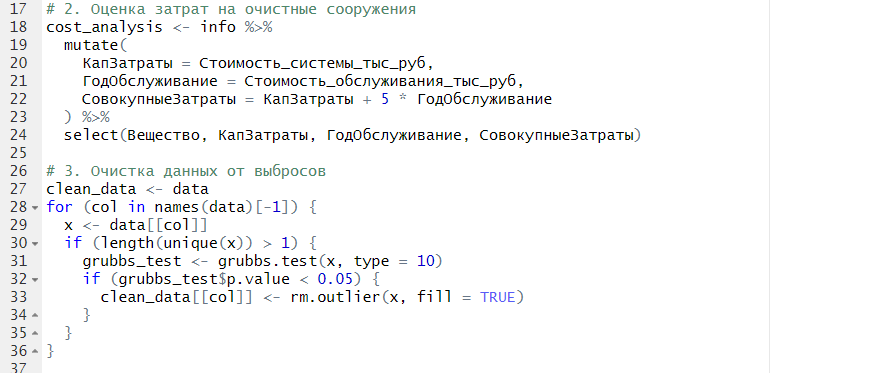 17 # 2. Оценка затрат на очистные сооружения
18 cost_analysis <- info %>%
19   mutate(
20     КапЗатраты = Стоимость_системы_тыс_руб,
21     ГодОбслуживание = Стоимость_обслуживания_тыс_руб,
22     СовокупныеЗатраты = КапЗатраты + 5 * ГодОбслуживание
23   ) %>%
24   select(Вещество, КапЗатраты, ГодОбслуживание, СовокупныеЗатраты)
25
26 # 3. Очистка данных от выбросов
27 clean_data <- data
28 for (col in names(data)[-1]) {
29   x <- data[[col]]
30   if (length(unique(x)) > 1) {
31     grubbs_test <- grubbs.test(x, type = 10)
32     if (grubbs_test$p.value < 0.05) {
33       clean_data[[col]] <- rm.outlier(x, fill = TRUE)
34     }
35   }
36 }
37